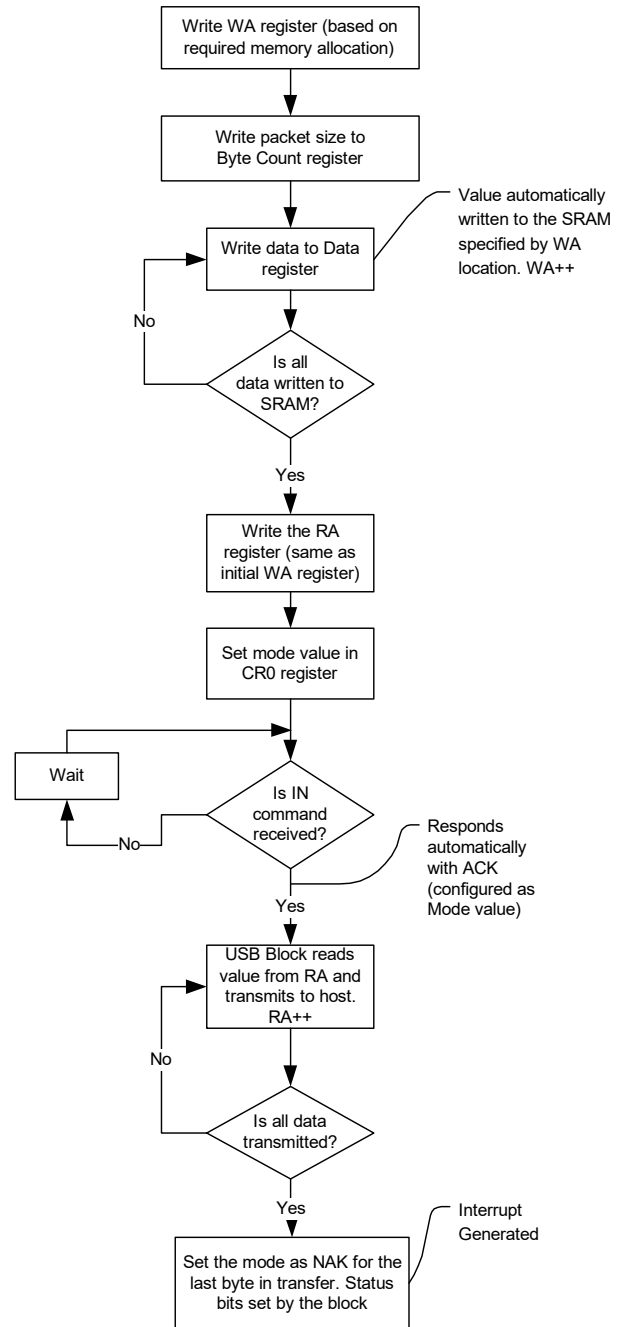 Write WA register (based on
required memory allocation)
Write packet size to
Byte Count register
Value automatically
written to the SRAM
specified by WA
location. WA++
Write data to Data
register
No
Is all
data written to
SRAM?
Yes
Write the RA
register (same as
initial WA register)
Set mode value in
CR0 register
Wait
Is IN
command
received?
No
Responds
automatically
with ACK
(configured as
Mode value)
Yes
USB Block reads
value from RA and
transmits to host.
RA++
No
Is all data
transmitted?
Yes
Interrupt
Generated
Set the mode as NAK for the
last byte in transfer. Status
bits set by the block